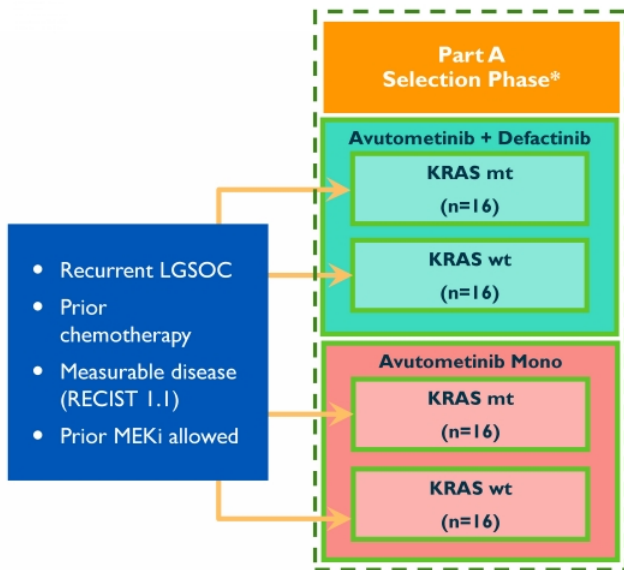 Part A
Selection Phase*
Avutometinib + Defactinib
KRAS mt
(n=16)
KRAS wt
(n=16)
• Recurrent LGSOC
• Prior
chemotherapy
• Measurable disease
(RECIST 1.1)
• Prior MEKi allowed
Avutometinib Mono
KRAS mt
(n=16)
KRAS wt
(n=16)